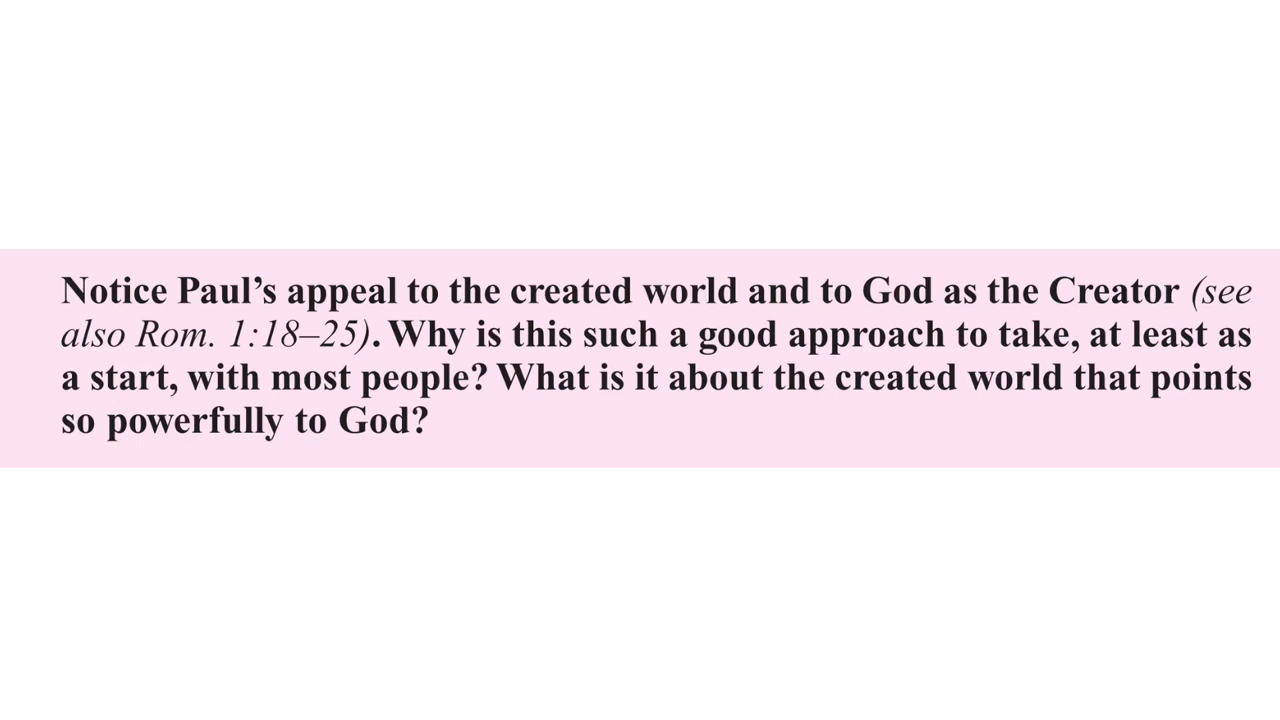 Notice Paul’s appeal to the created world and to God as the Creator (see
also Rom. 1:18–25). Why is this such a good approach to take, at least as
a start, with most people? What is it about the created world that points
so powerfully to God?